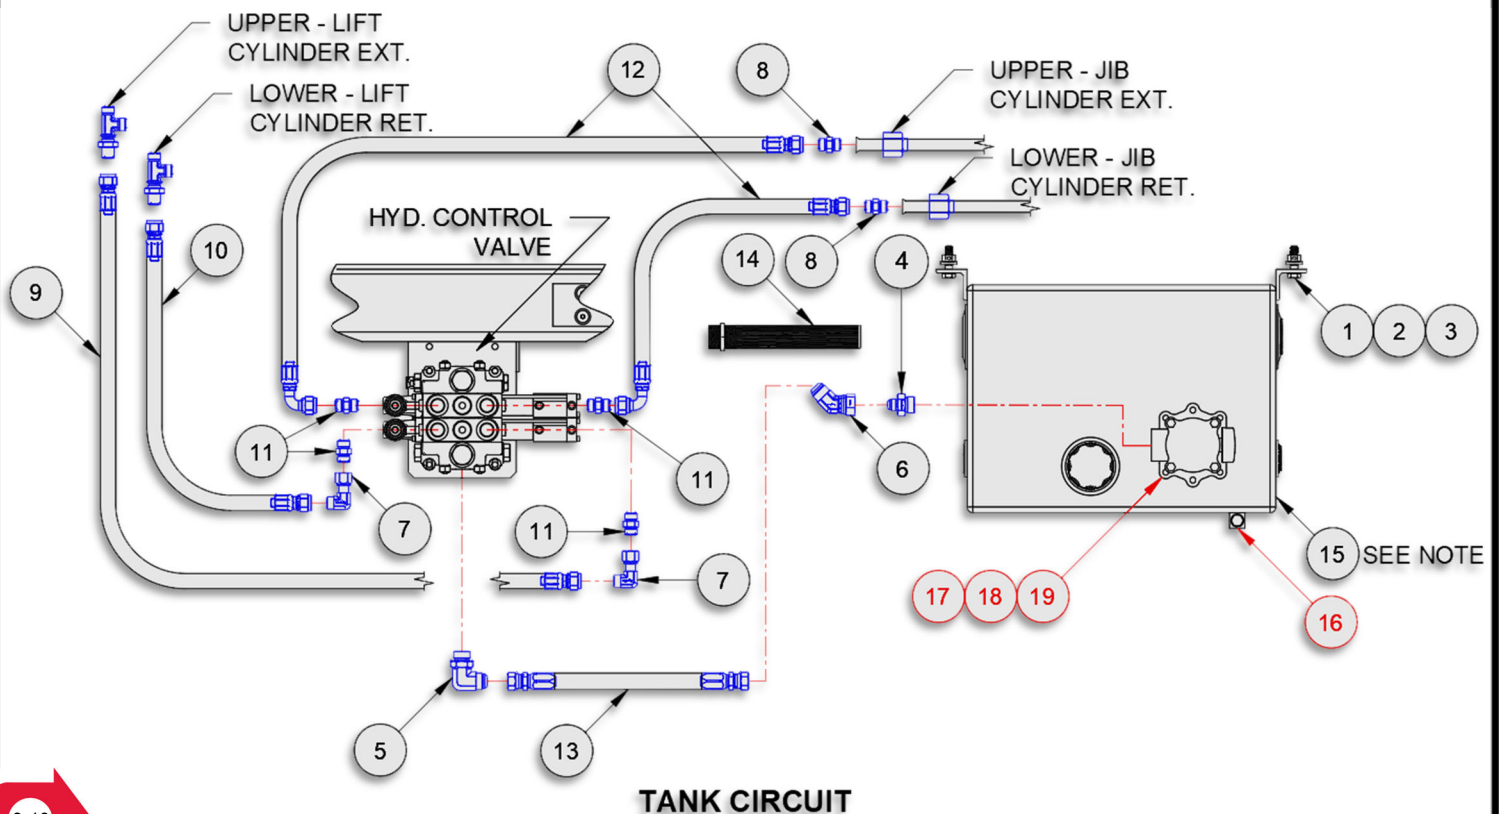 UPPER - LIFT
CYLINDER EXT.
LOWER - LIFT
CYLINDER RET.
12
8
UPPER - JIB
CYLINDER EXT.
LOWER - JIB
CYLINDER RET.
HYD. CONTROL
VALVE
10
9
14
8
4
1
2
3
11
11
6
7
11
7
15
SEE NOTE
17
18
19
16
5
13
TANK CIRCUIT